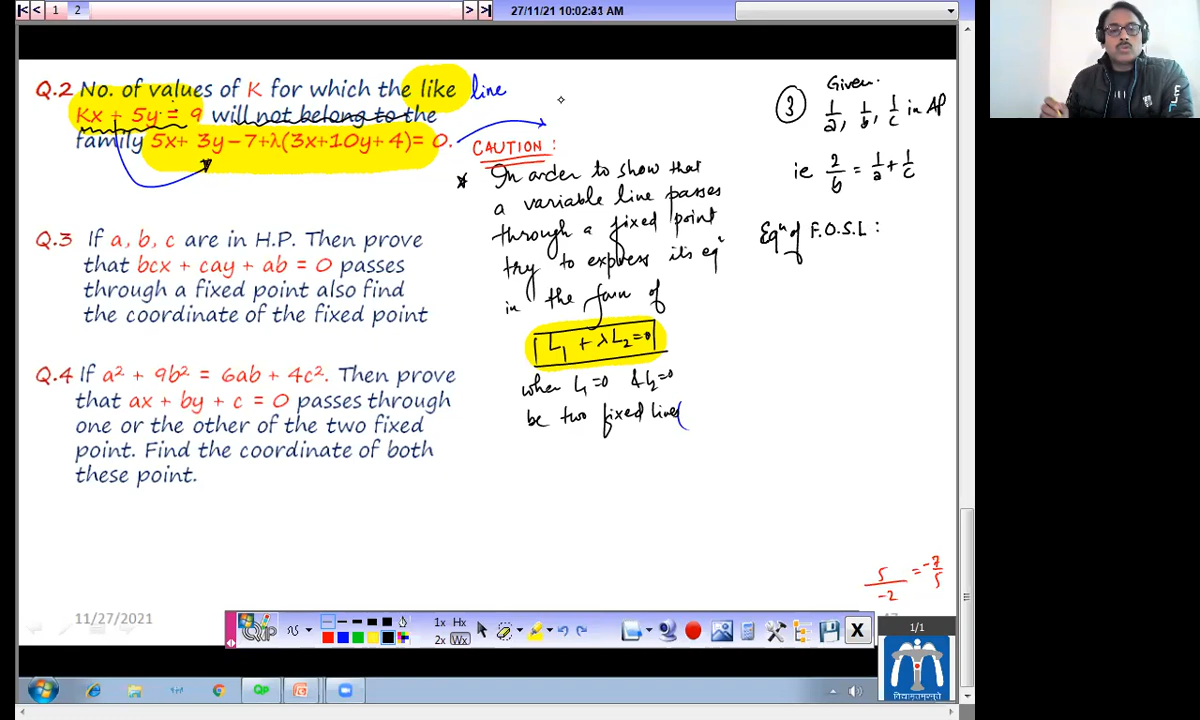 1 2
27/11/21 10:02:
AM
Q.2 No. of values of K for which the like line
Kx + 5y = 9 will not belong to the
family 5x+ 3y-7+λ(3x+10y+4)= 0.
Q.3 If a, b, c are in H.P. Then prove
that bcx + cay + ab = 0 passes
through a fixed point also find
the coordinate of the fixed point
Q.4 If a² + 9b² = 6ab + 4c². Then prove
that ax + by + c = 0 passes through
one or the other of the two fixed
point. Find the coordinate of both
these point.
CAUTION :
* In order to show that
a variable line passes
through a fixed point
try to express its eqⁿ
in the form of
L₁ + λL₂=0
when L₁=0 & L₂=0
be two fixed line(
③ Given.
1/a, 1/b, 1/c in AP
ie 2/b = 1/a + 1/c
Eqⁿ of F.O.S.L :
5/-2 = -7/5
11/27/2021
1x Hx
2x Wx
1/1